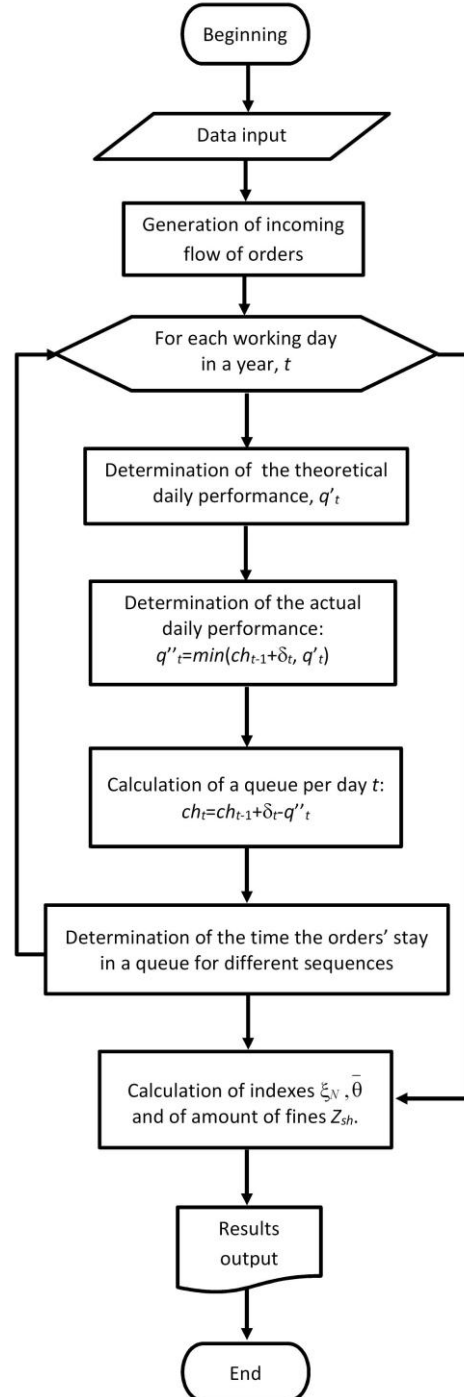 Beginning
Data input
Generation of incoming
flow of orders
For each working day
in a year, t
Determination of  the theoretical
daily performance, q'ₜ
Determination of the actual
daily performance:
q''ₜ=min(chₜ₋₁+δₜ, q'ₜ)
Calculation of a queue per day t:
chₜ=chₜ₋₁+δₜ-q''ₜ
Determination of the time the orders' stay
in a queue for different sequences
Calculation of indexes ξ_N , θ̄
and of amount of fines Z_sh.
Results
output
End